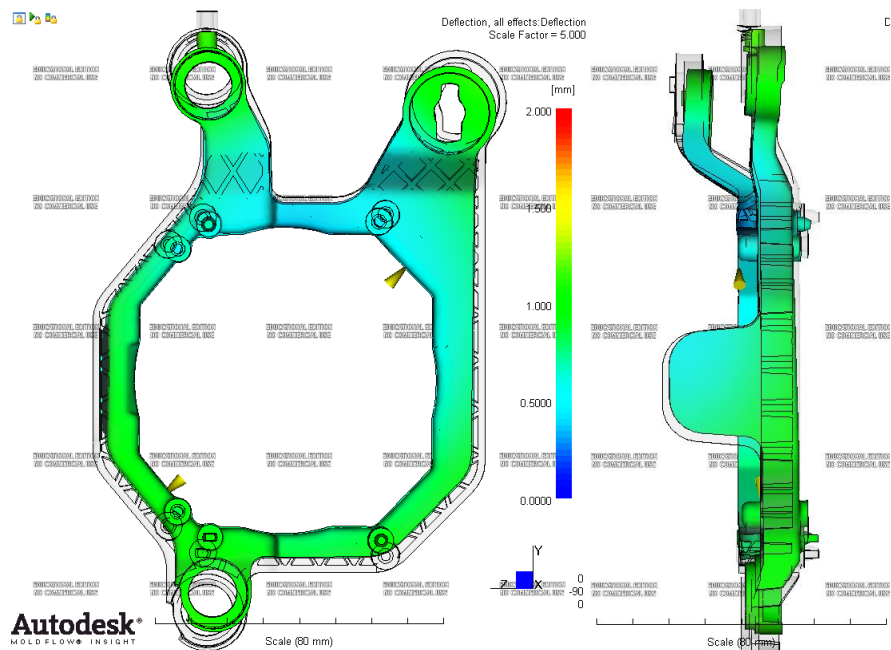 Deflection, all effects:Deflection
Scale Factor = 5.000
D
[mm]
2.000
1.500
1.000
0.5000
0.0000
EDUCATIONAL EDITION
NO COMMERCIAL USE
Y
Z
X
0
-90
0
Scale (80 mm)
Scale (80 mm)
Autodesk®
MOLDFLOW® INSIGHT